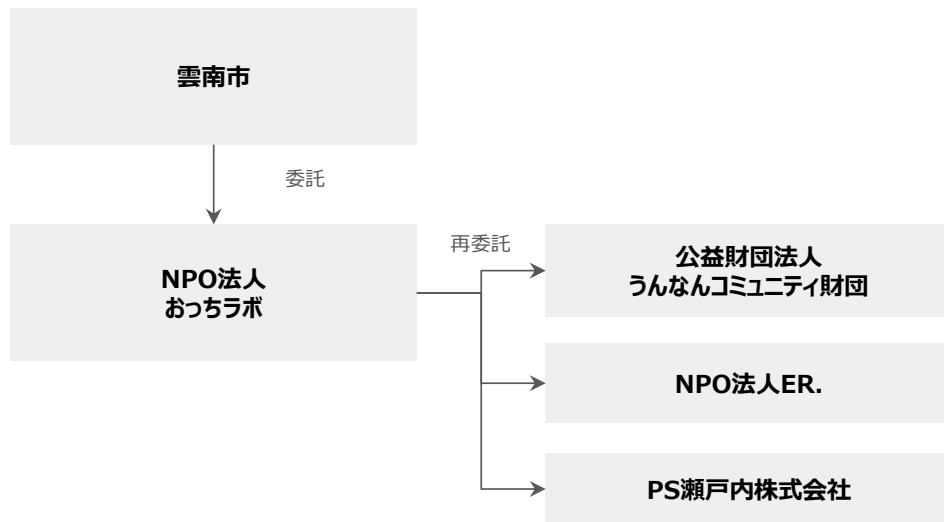 雲南市
委託
NPO法人
おっちラボ
再委託
公益財団法人
うんなんコミュニティ財団
NPO法人ER.
PS瀬戸内株式会社